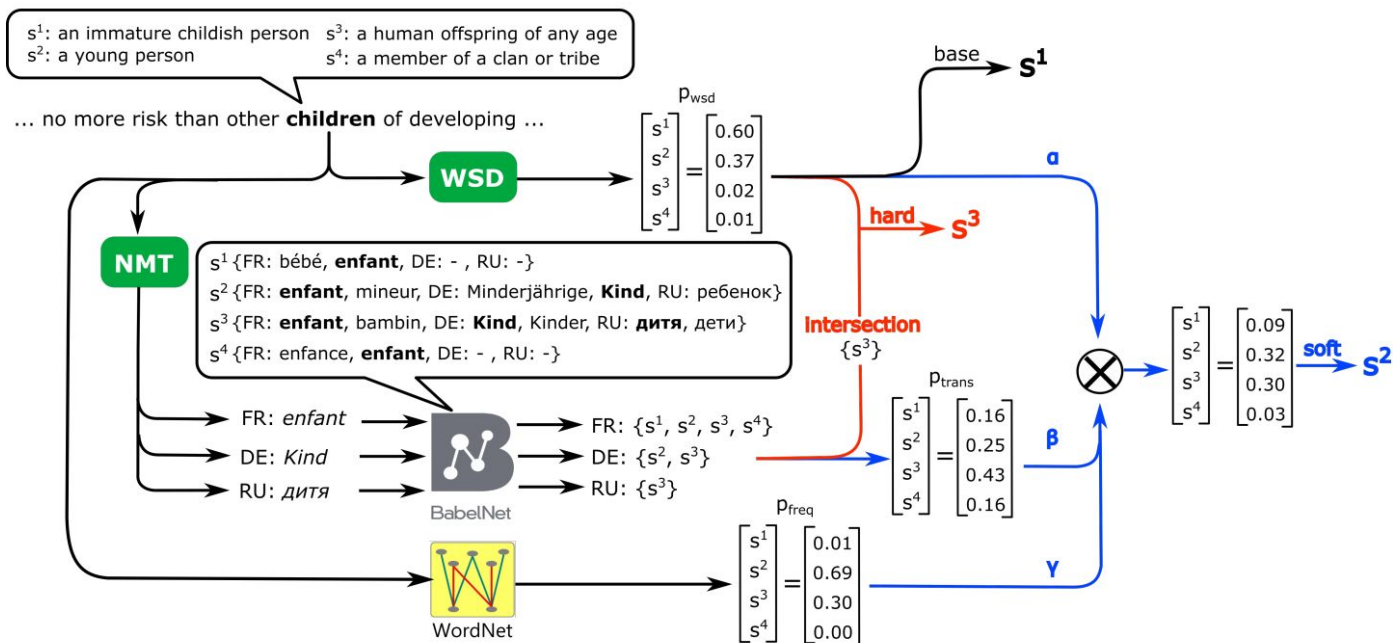 s¹: an immature childish person s³: a human offspring of any age
s²: a young person s⁴: a member of a clan or tribe
... no more risk than other children of developing ...
WSD
p_wsd
s¹ 0.60
s² 0.37
s³ = 0.02
s⁴ 0.01
base
s¹
α
hard
s³
NMT
s¹ {FR: bébé, enfant, DE: - , RU: -}
s² {FR: enfant, mineur, DE: Minderjährige, Kind, RU: ребенок}
s³ {FR: enfant, bambin, DE: Kind, Kinder, RU: дитя, дети}
s⁴ {FR: enfance, enfant, DE: - , RU: -}
intersection
{s³}
FR: enfant
DE: Kind
RU: дитя
BabelNet
FR: {s¹, s², s³, s⁴}
DE: {s², s³}
RU: {s³}
p_trans
s¹ 0.16
s² 0.25
s³ = 0.43
s⁴ 0.16
β
WordNet
p_freq
s¹ 0.01
s² 0.69
s³ = 0.30
s⁴ 0.00
γ
s¹ 0.09
s² 0.32
s³ = 0.30
s⁴ 0.03
soft
s²